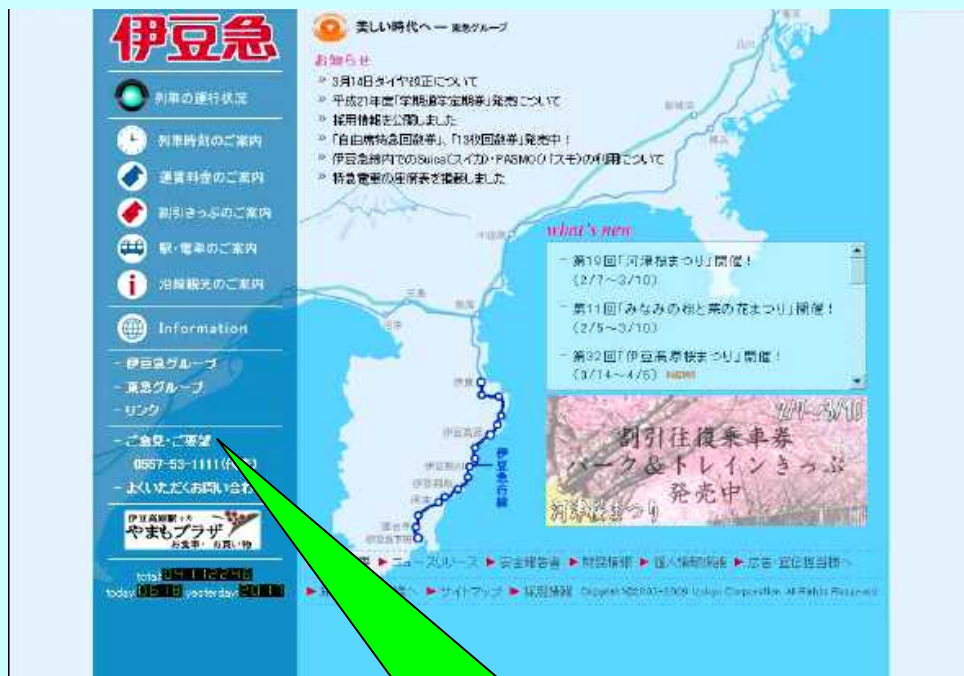 伊豆急
列車の運行状況
列車時刻のご案内
運賃料金のご案内
割引きっぷのご案内
駅・電車のご案内
沿線観光のご案内
Information
- 伊豆急グループ
- 東急グループ
- リンク
- ご意見・ご要望
0557-53-1111
- よくいただくお問い合わ
伊豆高原駅
やまもプラザ
お食事・お買い物
total:
today: yesterday:
美しい時代へ— 東急グループ
お知らせ
» 3月14日ダイヤ改正について
» 平成21年度「学期通学定期券」発売について
» 採用情報を公開しました
» 「自由席特急回数券」、「13枚回数券」発売中！
» 伊豆急線内でのSuica(スイカ)・PASMO(パスモ)の利用について
» 特急電車の座席表を掲載しました
what's new
- 第19回「河津桜まつり」開催！
(2/7～3/10)
- 第11回「みなみの桜と菜の花まつり」開催！
(2/5～3/10)
- 第32回「伊豆高原桜まつり」開催！
三島
熱海
伊東
伊豆高原
伊豆急行線
割引往復乗車券
パーク&トレインきっぷ
発売中
河津桜まつり
▶ ニュースリリース ▶ 安全報告書 ▶ 財務情報 ▶ 個人情報保護 ▶ 広告・宣伝担当様へ
▶ サイトマップ ▶ 採用情報